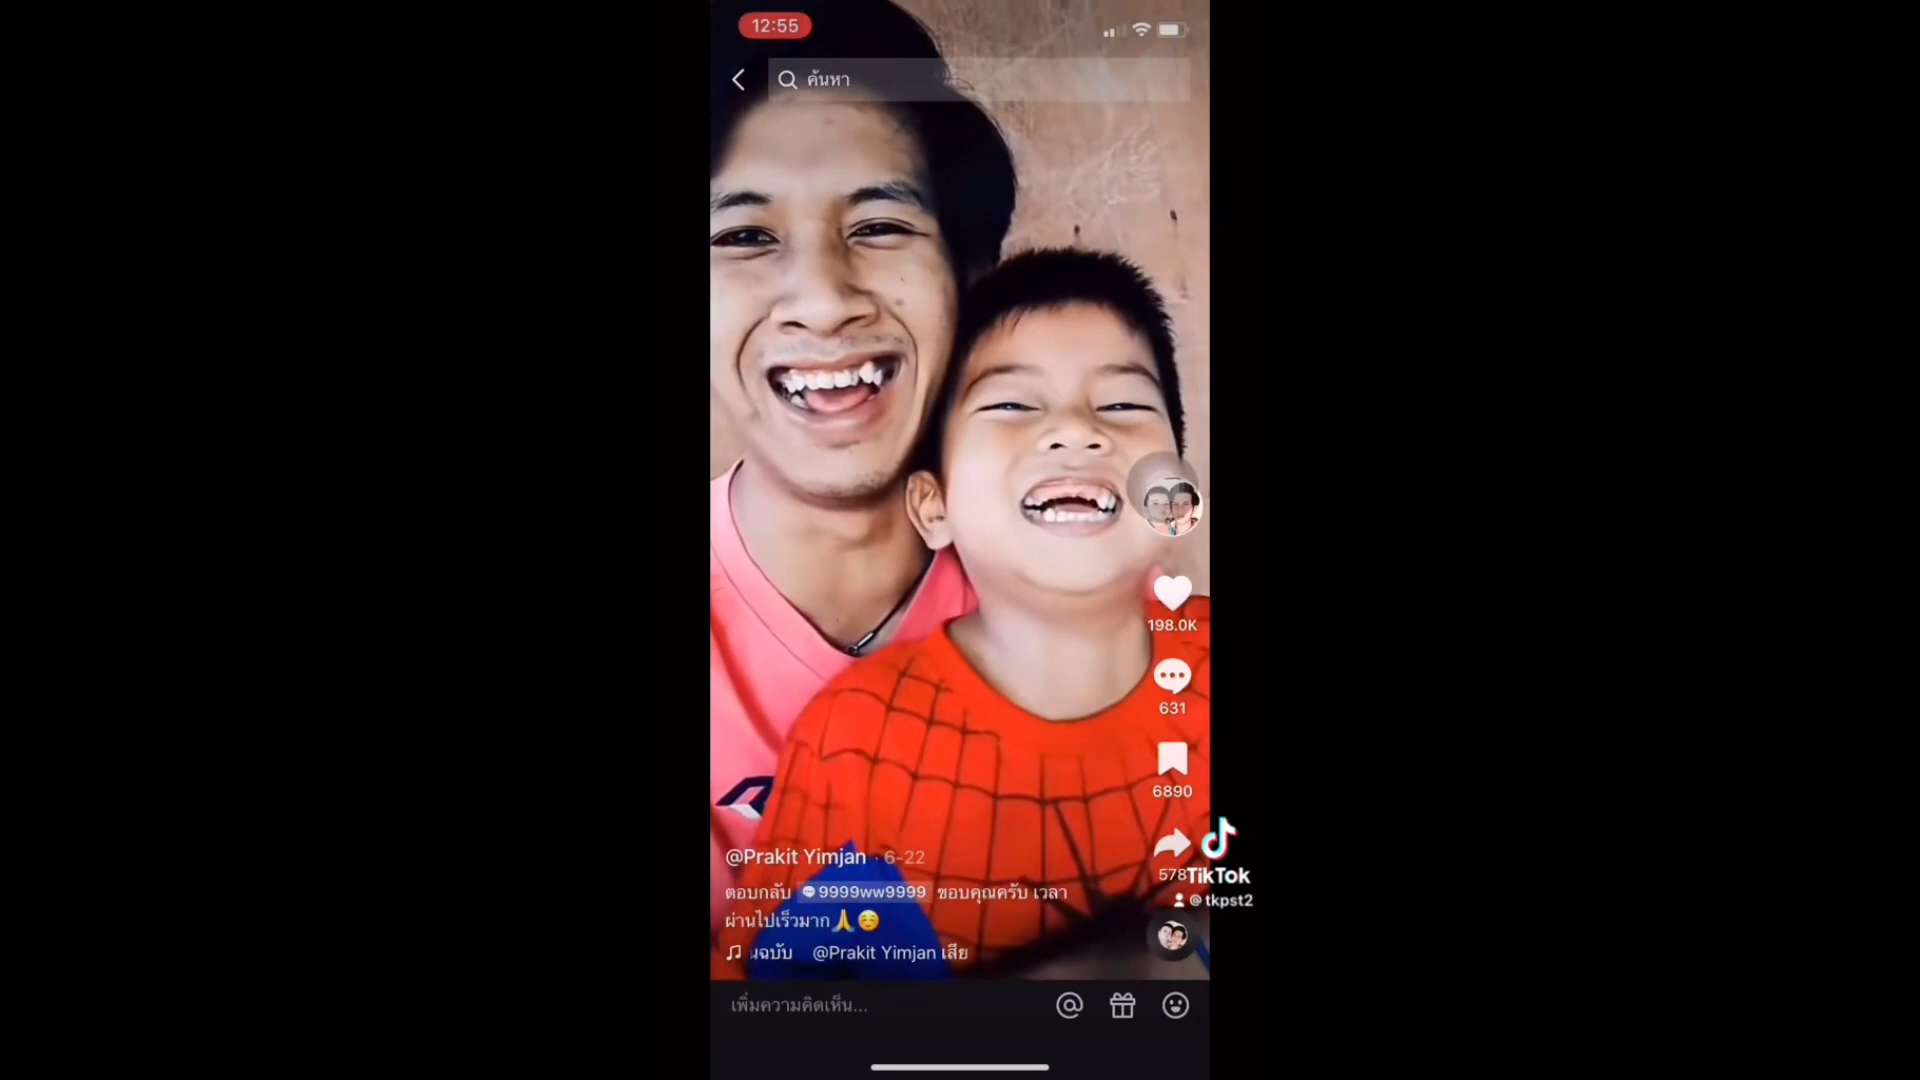 12:55
ค้นหา
198.0K
631
6890
578
TikTok
@tkpst2
@Prakit Yimjan · 6-22
ตอบกลับ 9999ww9999 ขอบคุณครับ เวลา
ผ่านไปเร็วมาก🙏☺️
นฉบับ @Prakit Yimjan เสีย
เพิ่มความคิดเห็น...